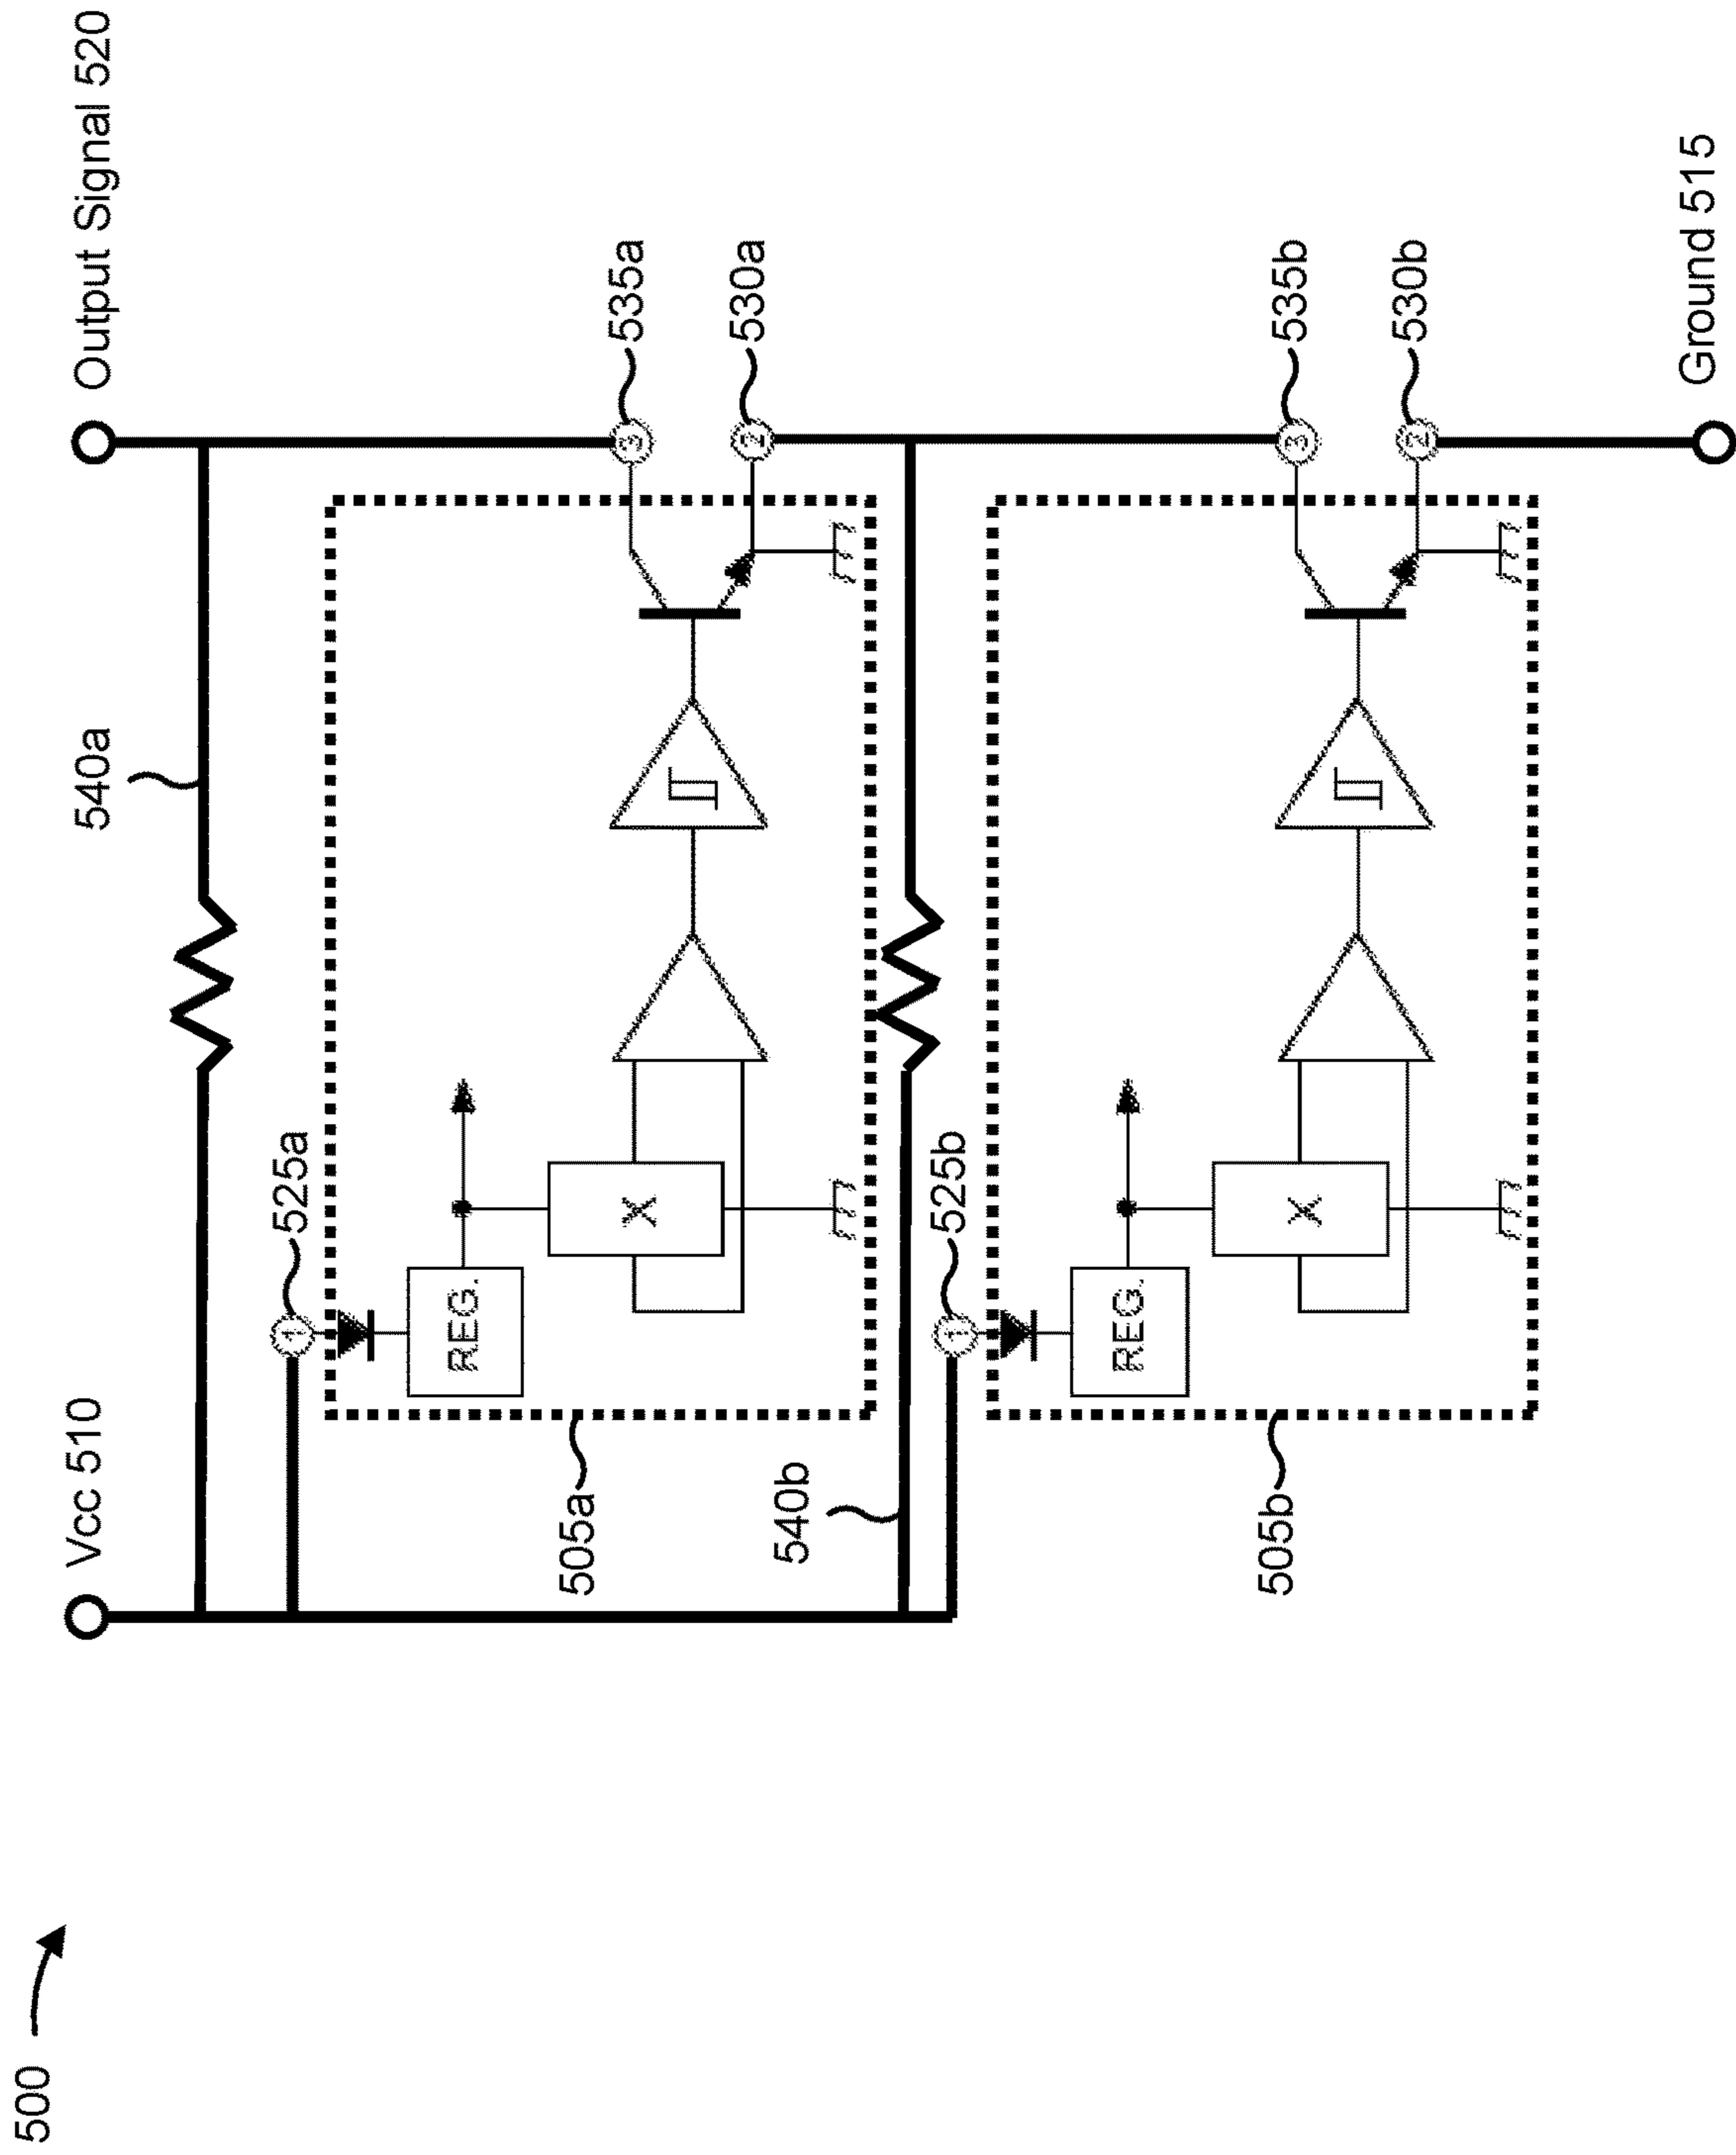 500
Vcc 510
Output Signal 520
540a
525a
1
REG.
X
3
535a
2
530a
505a
540b
525b
1
REG.
X
3
535b
2
530b
505b
Ground 515